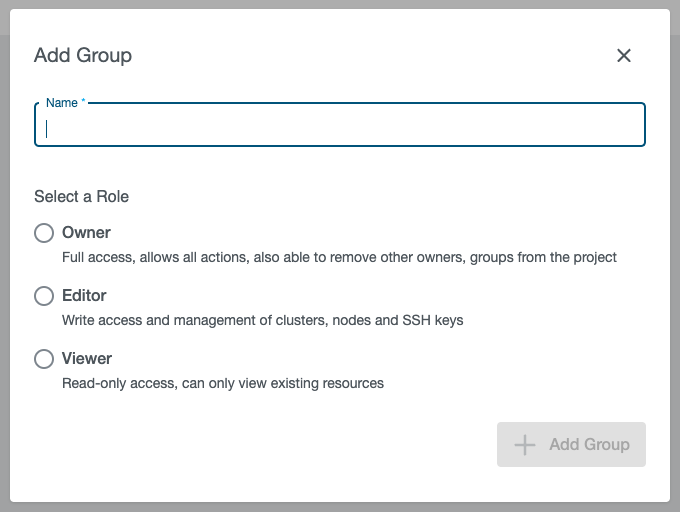 Add Group
Name *
Select a Role
Owner
Full access, allows all actions, also able to remove other owners, groups from the project
Editor
Write access and management of clusters, nodes and SSH keys
Viewer
Read-only access, can only view existing resources
Add Group